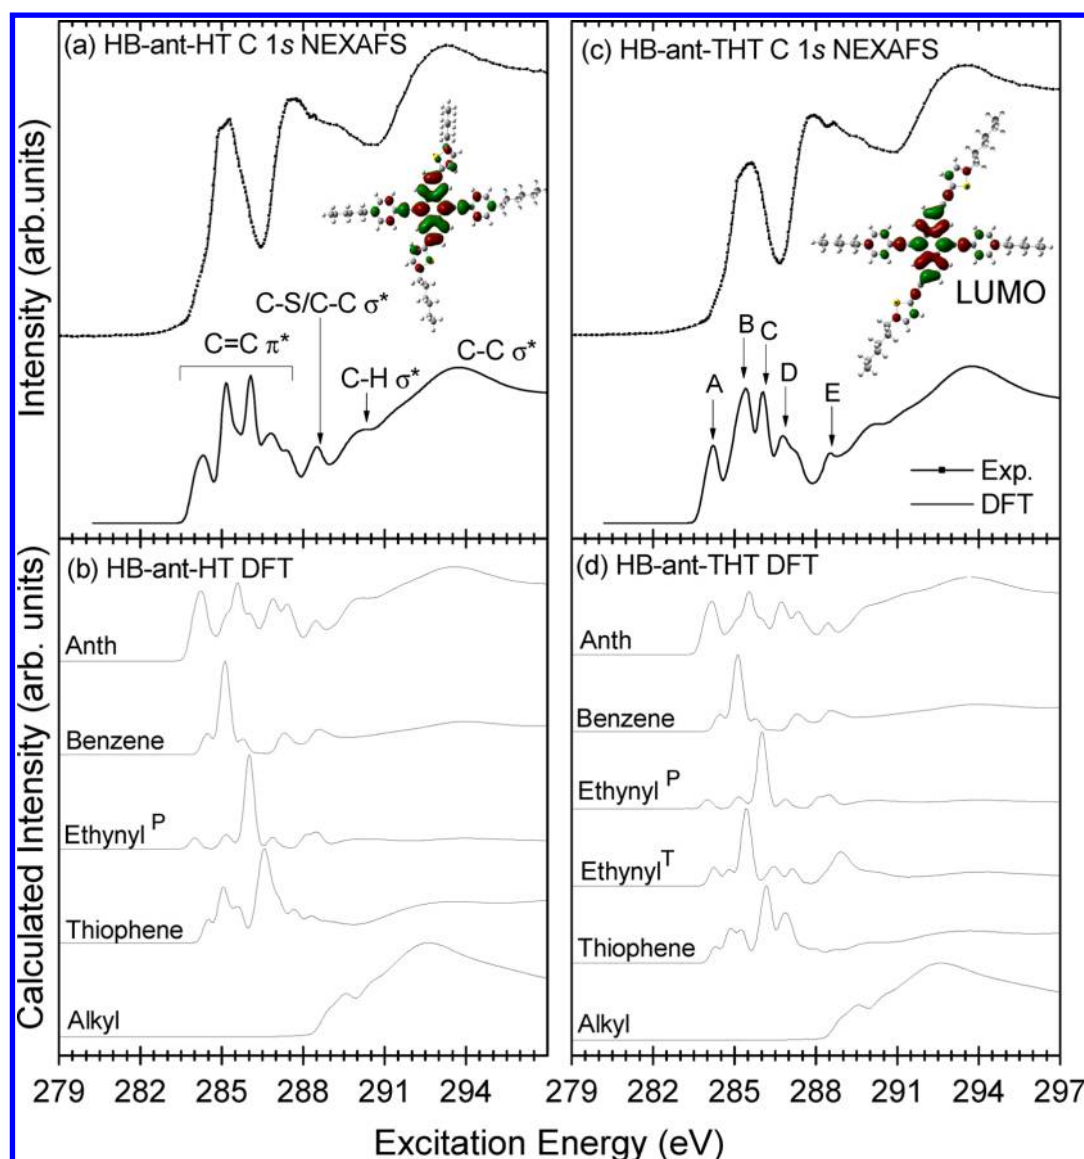 Intensity (arb.units)
(a) HB-ant-HT C 1s NEXAFS
C=C π*
C-S/C-C σ*
C-H σ*
C-C σ*
(c) HB-ant-THT C 1s NEXAFS
LUMO
A
B
C
D
E
Exp.
DFT
Calculated Intensity (arb. units)
(b) HB-ant-HT DFT
Anth
Benzene
Ethynyl P
Thiophene
Alkyl
(d) HB-ant-THT DFT
Anth
Benzene
Ethynyl P
Ethynyl T
Thiophene
Alkyl
279 282 285 288 291 294 279 282 285 288 291 294 297
Excitation Energy (eV)